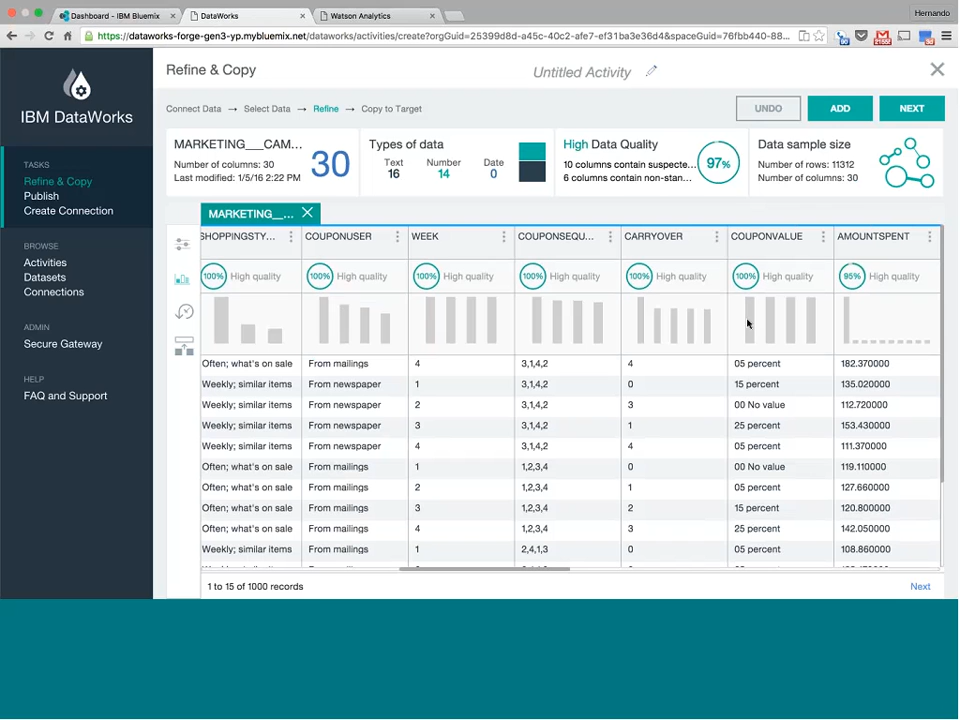 Dashboard - IBM Bluemix
DataWorks
Watson Analytics
Hernando
https://dataworks-forge-gen3-yp.mybluemix.net/dataworks/activities/create?orgGuid=25399d8-a45c-40c2-afe7-ef31ba3e36d4&spaceGuid=76fbb440-88...
IBM DataWorks
TASKS
Refine & Copy
Publish
Create Connection
BROWSE
Activities
Datasets
Connections
ADMIN
Secure Gateway
HELP
FAQ and Support
Refine & Copy
Untitled Activity
Connect Data → Select Data → Refine → Copy to Target
UNDO ADD NEXT
MARKETING___CAM...
Number of columns: 30
Last modified: 1/5/16 2:22 PM
30
Types of data
Text Number Date
16 14 0
High Data Quality
10 columns contain suspecte...
6 columns contain non-stan...
97%
Data sample size
Number of rows: 11312
Number of columns: 30
MARKETING__...
SHOPPINGSTY... COUPONUSER WEEK COUPONSEQU... CARRYOVER COUPONVALUE AMOUNTSPENT
100% High quality 100% High quality 100% High quality 100% High quality 100% High quality 100% High quality 95% High quality
Often; what's on sale From mailings 4 3,1,4,2 4 05 percent 182.370000
Weekly; similar items From newspaper 1 3,1,4,2 0 15 percent 135.020000
Weekly; similar items From newspaper 2 3,1,4,2 3 00 No value 112.720000
Weekly; similar items From newspaper 3 3,1,4,2 1 25 percent 153.430000
Weekly; similar items From newspaper 4 3,1,4,2 4 05 percent 111.370000
Often; what's on sale From mailings 1 1,2,3,4 0 00 No value 119.110000
Often; what's on sale From mailings 2 1,2,3,4 1 05 percent 127.660000
Often; what's on sale From mailings 3 1,2,3,4 2 15 percent 120.800000
Often; what's on sale From mailings 4 1,2,3,4 3 25 percent 142.050000
Weekly; similar items From mailings 1 2,4,1,3 0 05 percent 108.860000
1 to 15 of 1000 records
Next